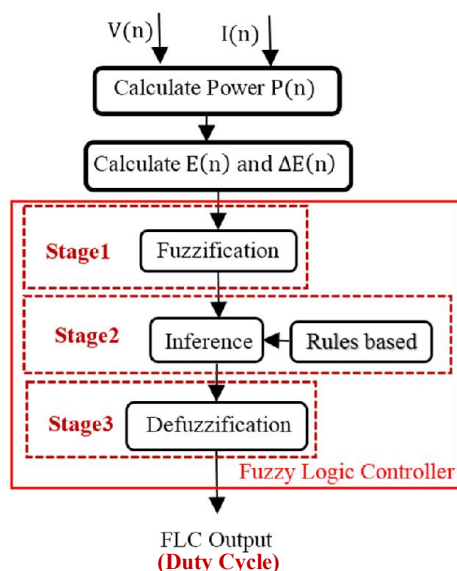 V(n) I(n)
Calculate Power P(n)
Calculate E(n) and ΔE(n)
Stage1
Fuzzification
Stage2
Inference
Rules based
Stage3
Defuzzification
Fuzzy Logic Controller
FLC Output
(Duty Cycle)